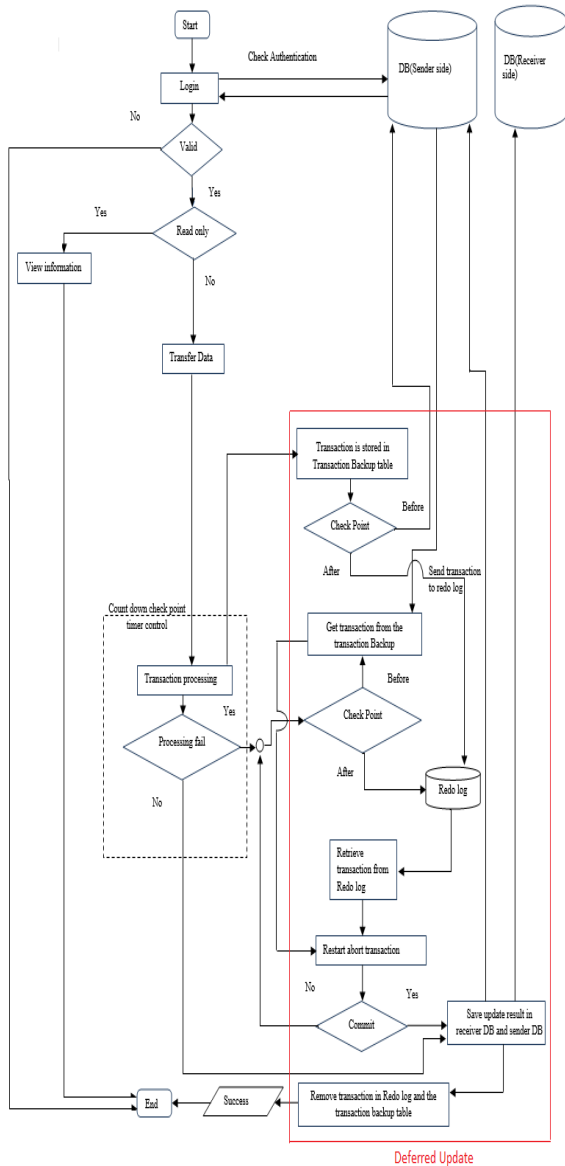 Start
Check Authentication
DB(Sender side)
DB(Receiver
side)
Login
No
Valid
Yes
Yes
Read only
View information
No
Transfer Data
Transaction is stored in
Transaction Backup table
Before
Check Point
After
Send transaction
to redo log
Count down check point
timer control
Get transaction from the
transaction Backup
Before
Transaction processing
Yes
Check Point
Processing fail
After
Redo log
No
Retrieve
transaction from
Redo log
Restart abort transaction
No
Yes
Commit
Save update result in
receiver DB and sender DB
Remove transaction in Redo log and the
transaction backup table
Success
End
Deferred Update